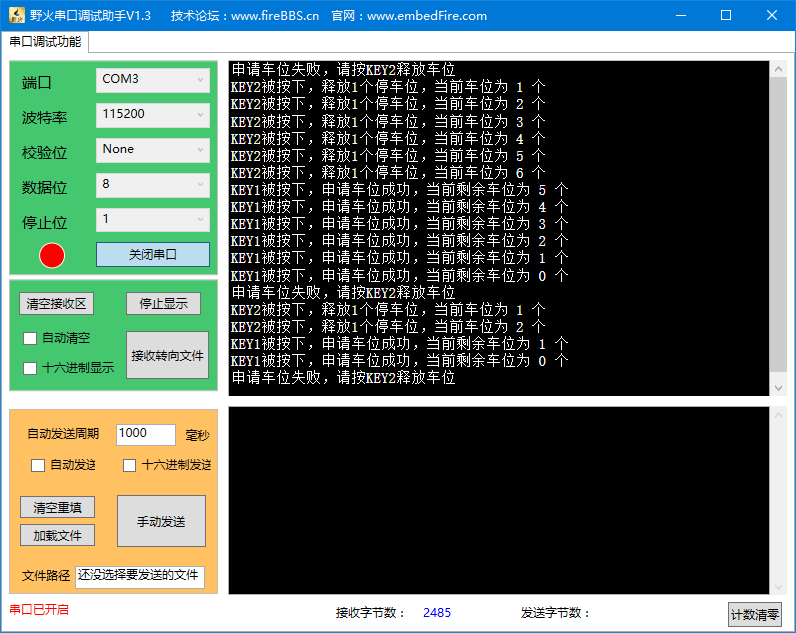 野火串口调试助手V1.3 技术论坛：www.fireBBS.cn 官网：www.embedFire.com
串口调试功能
端口 COM3
波特率 115200
校验位 None
数据位 8
停止位 1
关闭串口
清空接收区 停止显示
自动清空
十六进制显示
接收转向文件
申请车位失败，请按KEY2释放车位
KEY2被按下，释放1个停车位，当前车位为 1 个
KEY2被按下，释放1个停车位，当前车位为 2 个
KEY2被按下，释放1个停车位，当前车位为 3 个
KEY2被按下，释放1个停车位，当前车位为 4 个
KEY2被按下，释放1个停车位，当前车位为 5 个
KEY2被按下，释放1个停车位，当前车位为 6 个
KEY1被按下，申请车位成功，当前剩余车位为 5 个
KEY1被按下，申请车位成功，当前剩余车位为 4 个
KEY1被按下，申请车位成功，当前剩余车位为 3 个
KEY1被按下，申请车位成功，当前剩余车位为 2 个
KEY1被按下，申请车位成功，当前剩余车位为 1 个
KEY1被按下，申请车位成功，当前剩余车位为 0 个
申请车位失败，请按KEY2释放车位
KEY2被按下，释放1个停车位，当前车位为 1 个
KEY2被按下，释放1个停车位，当前车位为 2 个
KEY1被按下，申请车位成功，当前剩余车位为 1 个
KEY1被按下，申请车位成功，当前剩余车位为 0 个
申请车位失败，请按KEY2释放车位
自动发送周期 1000 毫秒
自动发送 十六进制发送
清空重填
加载文件
手动发送
文件路径 还没选择要发送的文件
串口已开启 接收字节数： 2485 发送字节数： 计数清零